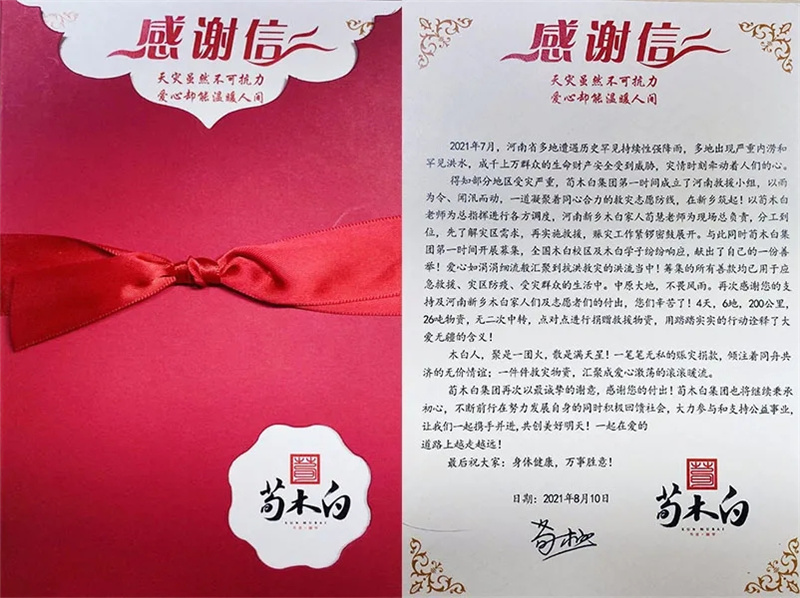 感谢信
天灾虽然不可抗力
爱心却能温暖人间
荀木白
XUN MUBAI
感谢信
天灾虽然不可抗力
爱心却能温暖人间
2021年7月，河南省多地遭遇历史罕见持续性强降雨，多地出现严重内涝和
罕见洪水，成千上万群众的生命财产安全受到威胁，灾情时刻牵动着人们的心。
得知部分地区受灾严重，荀木白集团第一时间成立了河南救援小组，以雨
为令、闻汛而动，一道凝聚着同心合力的救灾志愿防线，在新乡筑起！以荀木白
老师为总指挥进行各方调度，河南新乡木白家人荀慧老师为现场总负责，分工到
位，先了解灾区需求，再实施救援，赈灾工作紧锣密鼓展开。与此同时荀木白集
团第一时间开展募集，全国木白校区及木白学子纷纷响应，献出了自己的一份善
举！爱心如涓涓细流般汇聚到抗洪救灾的洪流当中！筹集的所有善款均已用于应
急救援、灾区防疫、受灾群众的生活中。中原大地，不畏风雨。再次感谢您的支
持及河南新乡木白家人们及志愿者们的付出，您们辛苦了！4天，6地，200公里，
26吨物资，无二次中转，点对点进行捐赠救援物资，用踏踏实实的行动诠释了大
爱无疆的含义！
木白人，聚是一团火，散是满天星！一笔笔无私的赈灾捐款，倾注着同舟共
济的无价情谊；一件件救灾物资，汇聚成爱心激荡的滚滚暖流。
荀木白集团再次以最诚挚的谢意，感谢您的付出！荀木白集团也将继续秉承
初心，不断前行在努力发展自身的同时积极回馈社会，大力参与和支持公益事业，
让我们一起携手并进，共创美好明天！一起在爱的
道路上越走越远！
最后祝大家：身体健康，万事胜意！
日期：2021年8月10日
荀木白
XUN MUBAI